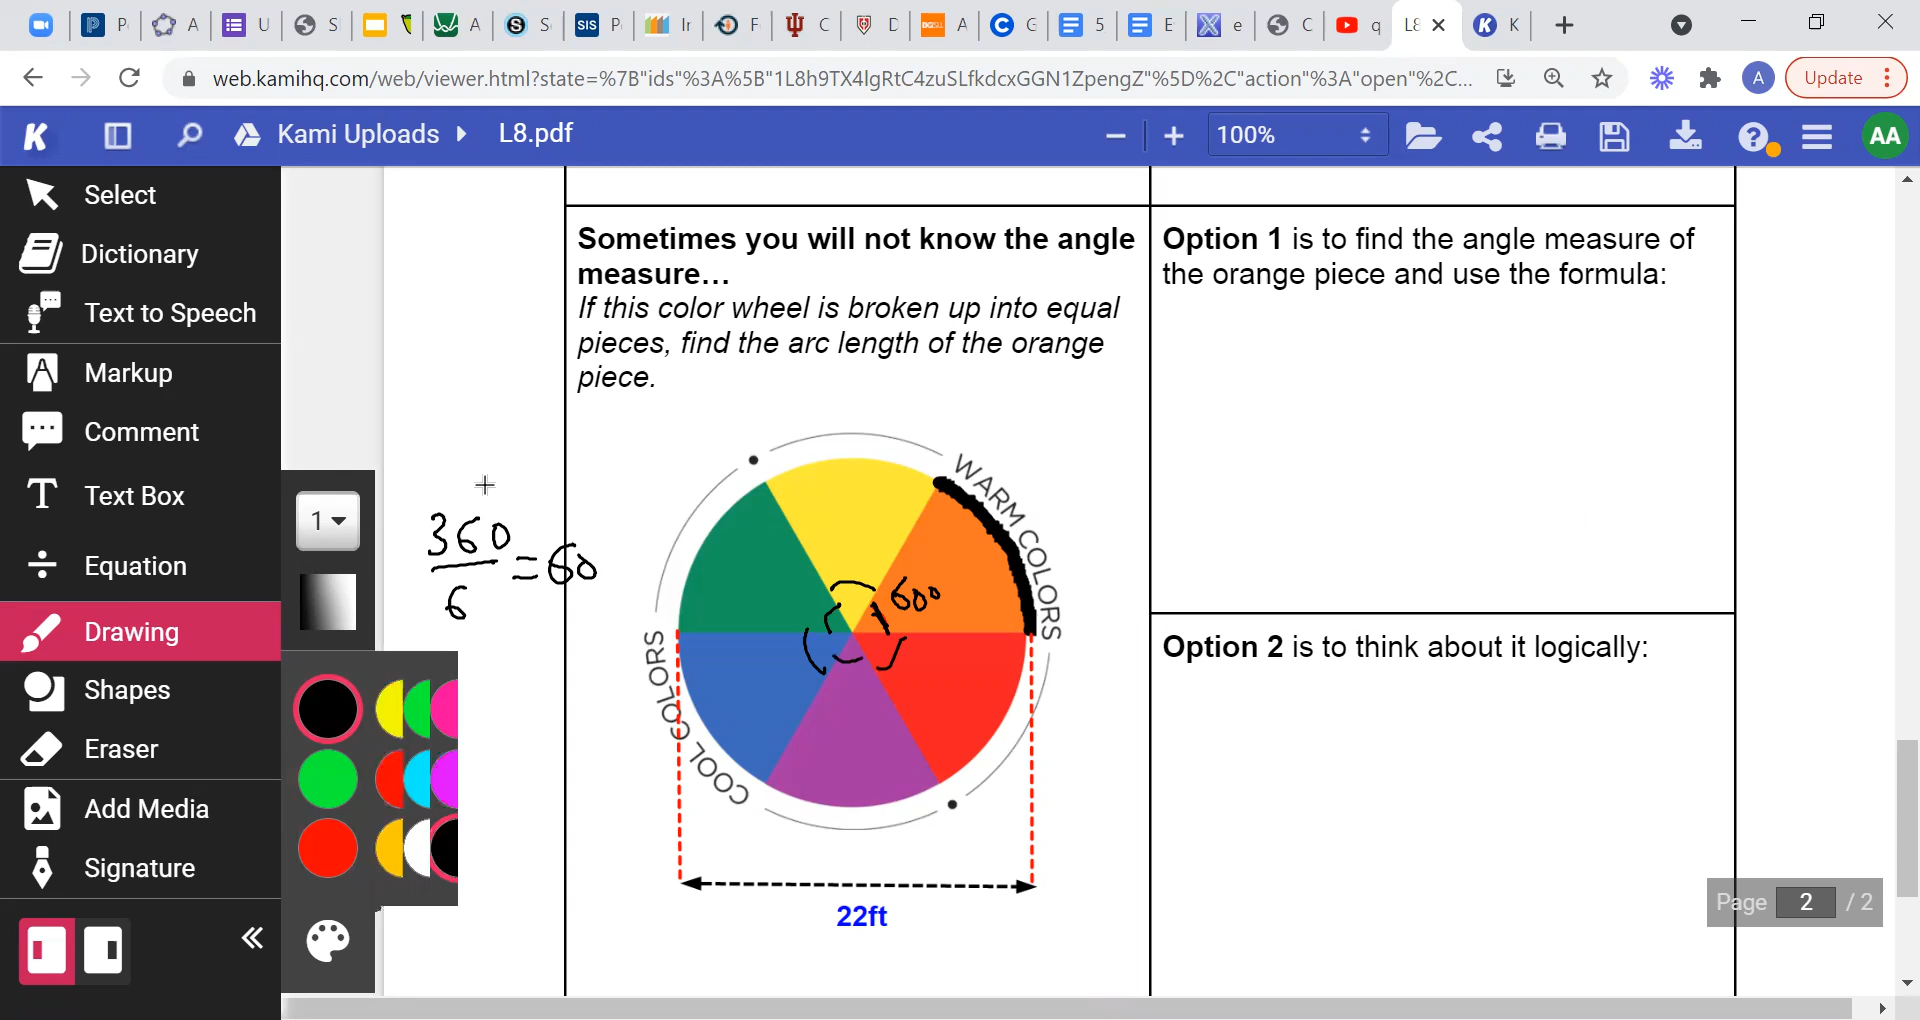 P
A
U
S
A
S
SIS
P
Ir
F
C
D
A
C
G
5
E
e
C
q
L8
K
web.kamihq.com/web/viewer.html?state=%7B"ids"%3A%5B"1L8h9TX4lgRtC4zuSLfkdcxGGN1ZpengZ"%5D%2C"action"%3A"open"%2C...
A
Update
K
Kami Uploads
L8.pdf
100%
AA
Select
Dictionary
Text to Speech
Markup
Comment
Text Box
Equation
Drawing
Shapes
Eraser
Add Media
Signature
1
Sometimes you will not know the angle
measure...
If this color wheel is broken up into equal
pieces, find the arc length of the orange
piece.
360
6
=60
WARM COLORS
60°
COOL COLORS
22ft
Option 1 is to find the angle measure of
the orange piece and use the formula:
Option 2 is to think about it logically:
Page 2 / 2